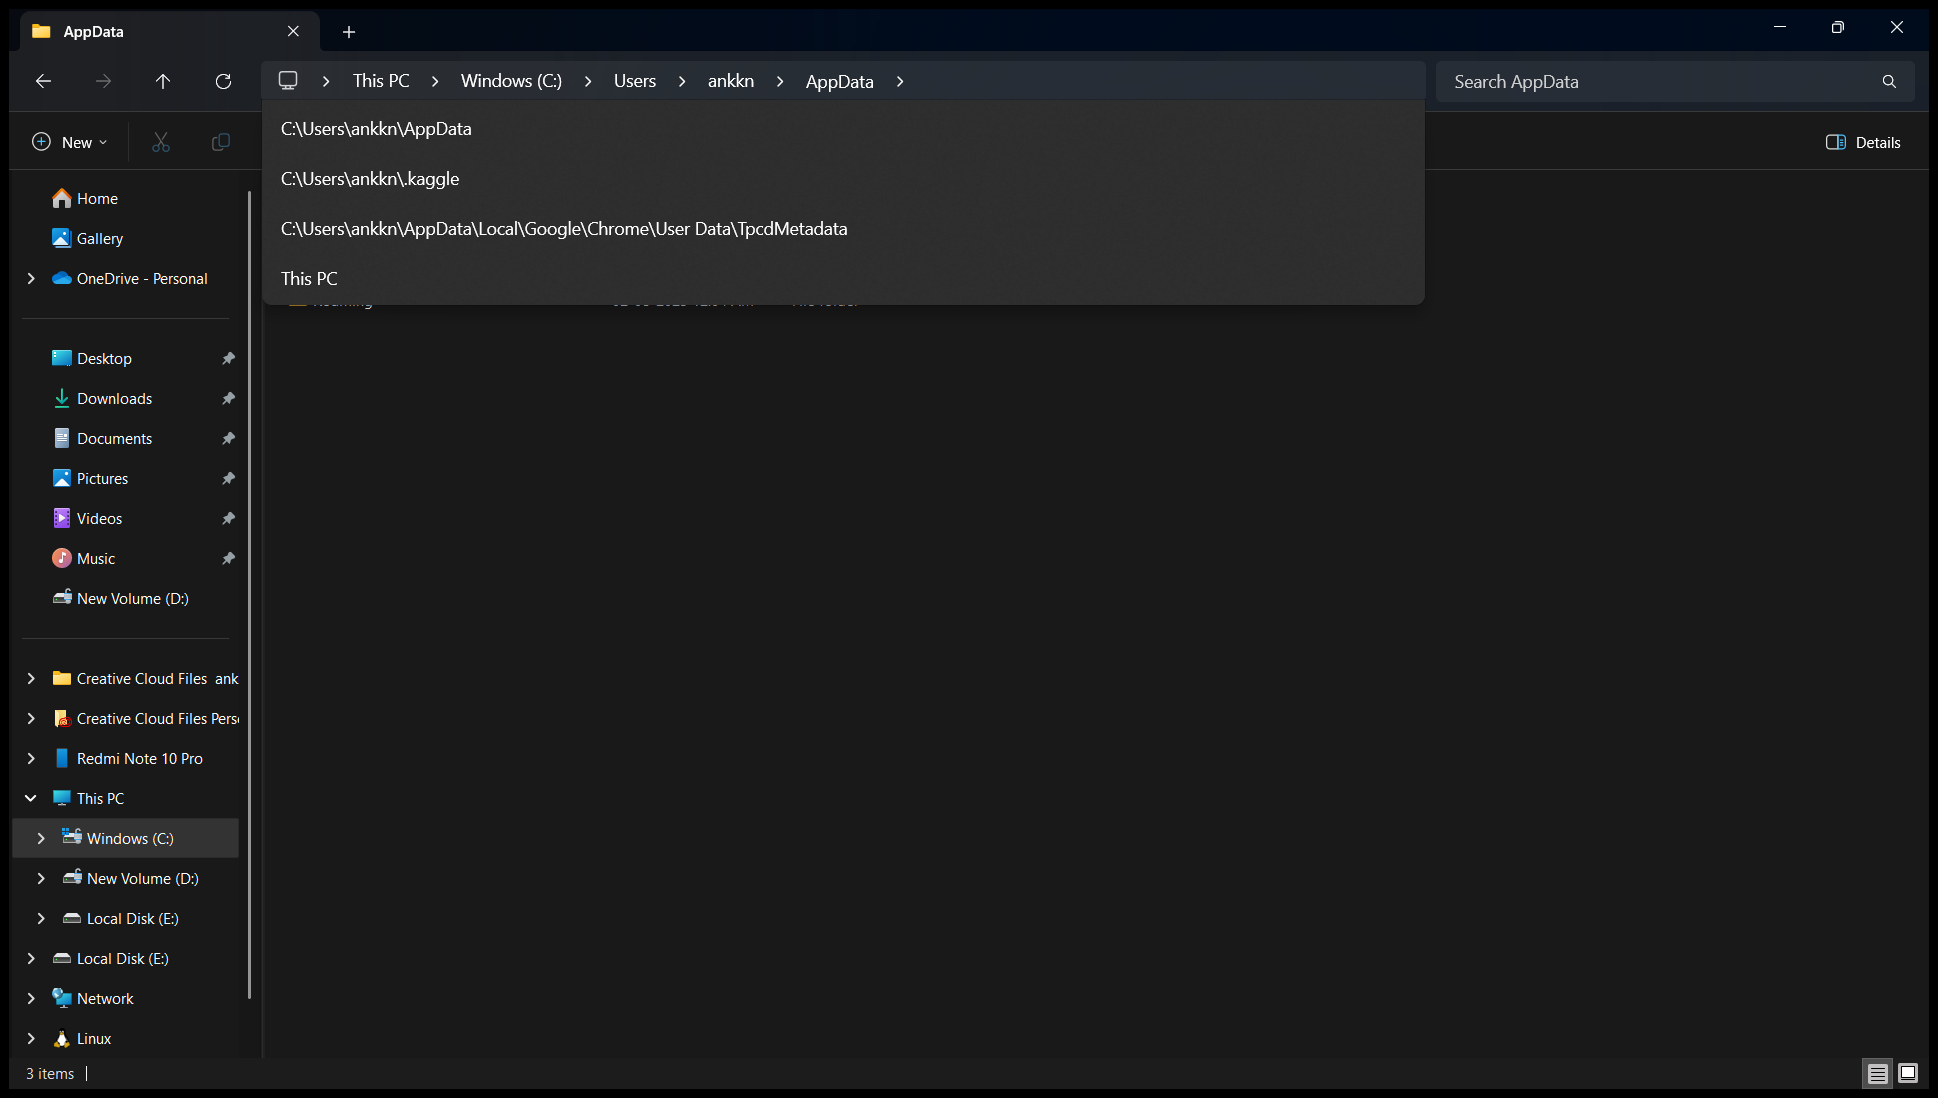 AppData
This PC
Windows (C:)
Users
ankkn
AppData
Search AppData
New
Details
C:\Users\ankkn\AppData
C:\Users\ankkn\.kaggle
C:\Users\ankkn\AppData\Local\Google\Chrome\User Data\TpcdMetadata
This PC
Home
Gallery
OneDrive - Personal
Desktop
Downloads
Documents
Pictures
Videos
Music
New Volume (D:)
Creative Cloud Files ank
Creative Cloud Files Pers
Redmi Note 10 Pro
This PC
Windows (C:)
New Volume (D:)
Local Disk (E:)
Local Disk (E:)
Network
Linux
3 items